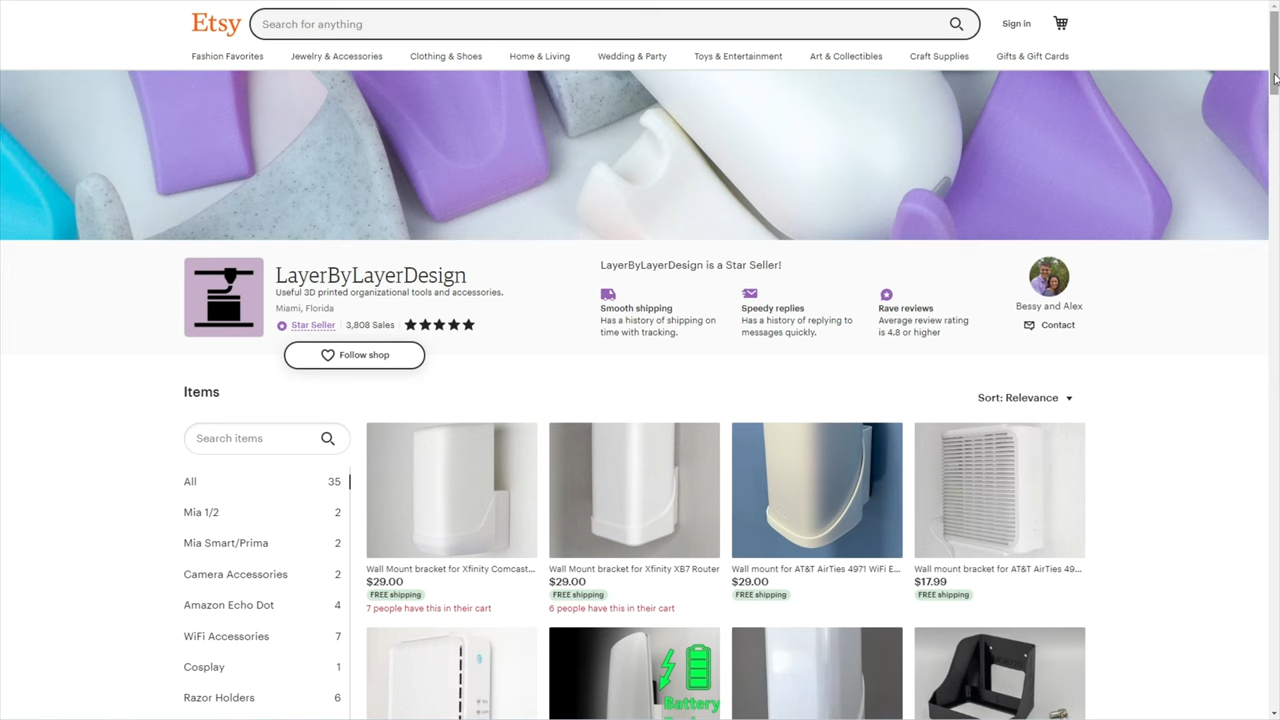 Etsy
Search for anything
Sign in
Fashion Favorites
Jewelry & Accessories
Clothing & Shoes
Home & Living
Wedding & Party
Toys & Entertainment
Art & Collectibles
Craft Supplies
Gifts & Gift Cards
LayerByLayerDesign
Useful 3D printed organizational tools and accessories.
Miami, Florida
Star Seller
3,808 Sales
Follow shop
LayerByLayerDesign is a Star Seller!
Smooth shipping
Has a history of shipping on
time with tracking.
Speedy replies
Has a history of replying to
messages quickly.
Rave reviews
Average review rating
is 4.8 or higher
Bessy and Alex
Contact
Items
Sort: Relevance
Search items
All 35
Mia 1/2 2
Mia Smart/Prima 2
Camera Accessories 2
Amazon Echo Dot 4
WiFi Accessories 7
Cosplay 1
Razor Holders 6
Wall Mount bracket for Xfinity Comcast...
$29.00
FREE shipping
7 people have this in their cart
Wall Mount bracket for Xfinity XB7 Router
$29.00
FREE shipping
6 people have this in their cart
Wall mount for AT&T AirTies 4971 WiFi E...
$29.00
FREE shipping
Wall mount bracket for AT&T AirTies 49...
$17.99
FREE shipping
Battery